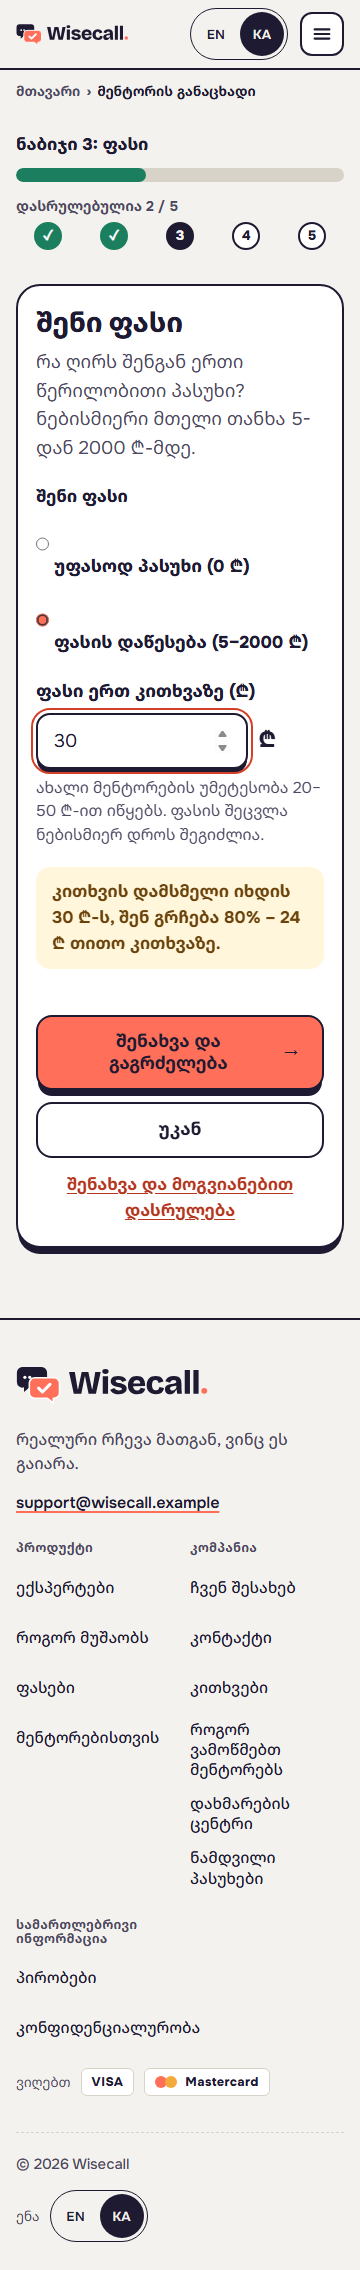 Wisecall.
EN KA
მთავარი › მენტორის განაცხადი
ნაბიჯი 3: ფასი
დასრულებულია 2 / 5
✓ ✓ 3 4 5
შენი ფასი
რა ღირს შენგან ერთი
წერილობითი პასუხი?
ნებისმიერი მთელი თანხა 5-
დან 2000 ₾-მდე.
შენი ფასი
უფასოდ პასუხი (0 ₾)
ფასის დაწესება (5–2000 ₾)
ფასი ერთ კითხვაზე (₾)
30 ₾
ახალი მენტორების უმეტესობა 20–
50 ₾-ით იწყებს. ფასის შეცვლა
ნებისმიერ დროს შეგიძლია.
კითხვის დამსმელი იხდის
30 ₾-ს, შენ გრჩება 80% – 24
₾ თითო კითხვაზე.
შენახვა და
გაგრძელება →
უკან
შენახვა და მოგვიანებით
დასრულება
Wisecall.
რეალური რჩევა მათგან, ვინც ეს
გაიარა.
support@wisecall.example
პროდუქტი
ექსპერტები
როგორ მუშაობს
ფასები
მენტორებისთვის
კომპანია
ჩვენ შესახებ
კონტაქტი
კითხვები
როგორ
ვამოწმებთ
მენტორებს
დახმარების
ცენტრი
ნამდვილი
პასუხები
სამართლებრივი
ინფორმაცია
პირობები
კონფიდენციალურობა
ვიღებთ VISA Mastercard
© 2026 Wisecall
ენა EN KA